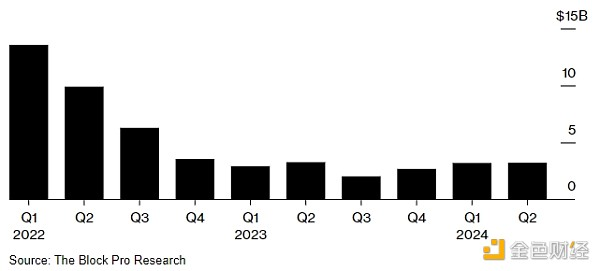 $15B
10
5
0
Q1 Q2 Q3 Q4 Q1 Q2 Q3 Q4 Q1 Q2
2022 2023 2024
Source: The Block Pro Research
金色财经